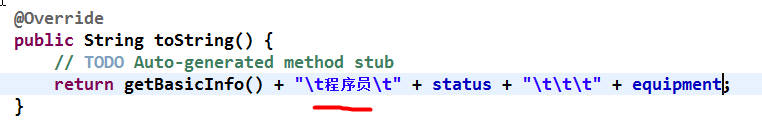 @Override
public String toString() {
// TODO Auto-generated method stub
return getBasicInfo() + "\t程序员\t" + status + "\t\t\t" + equipment;
}